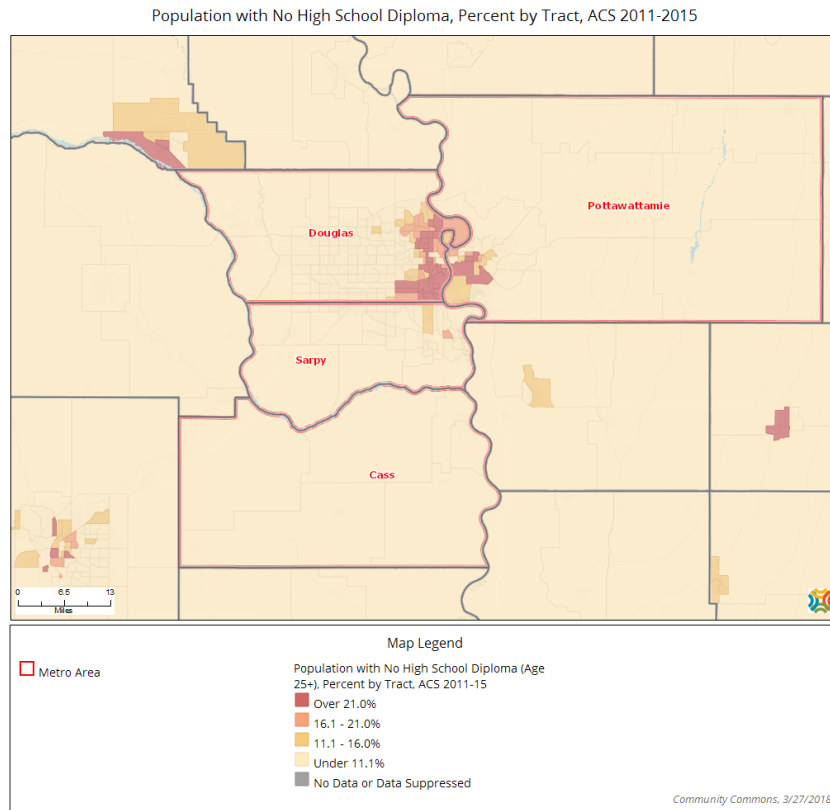 Population with No High School Diploma, Percent by Tract, ACS 2011-2015
Pottawattamie
Douglas
Sarpy
Cass
0 6.5 13
Miles
Map Legend
Metro Area
Population with No High School Diploma (Age
25+), Percent by Tract, ACS 2011-15
Over 21.0%
16.1 - 21.0%
11.1 - 16.0%
Under 11.1%
No Data or Data Suppressed
Community Commons, 3/27/2018